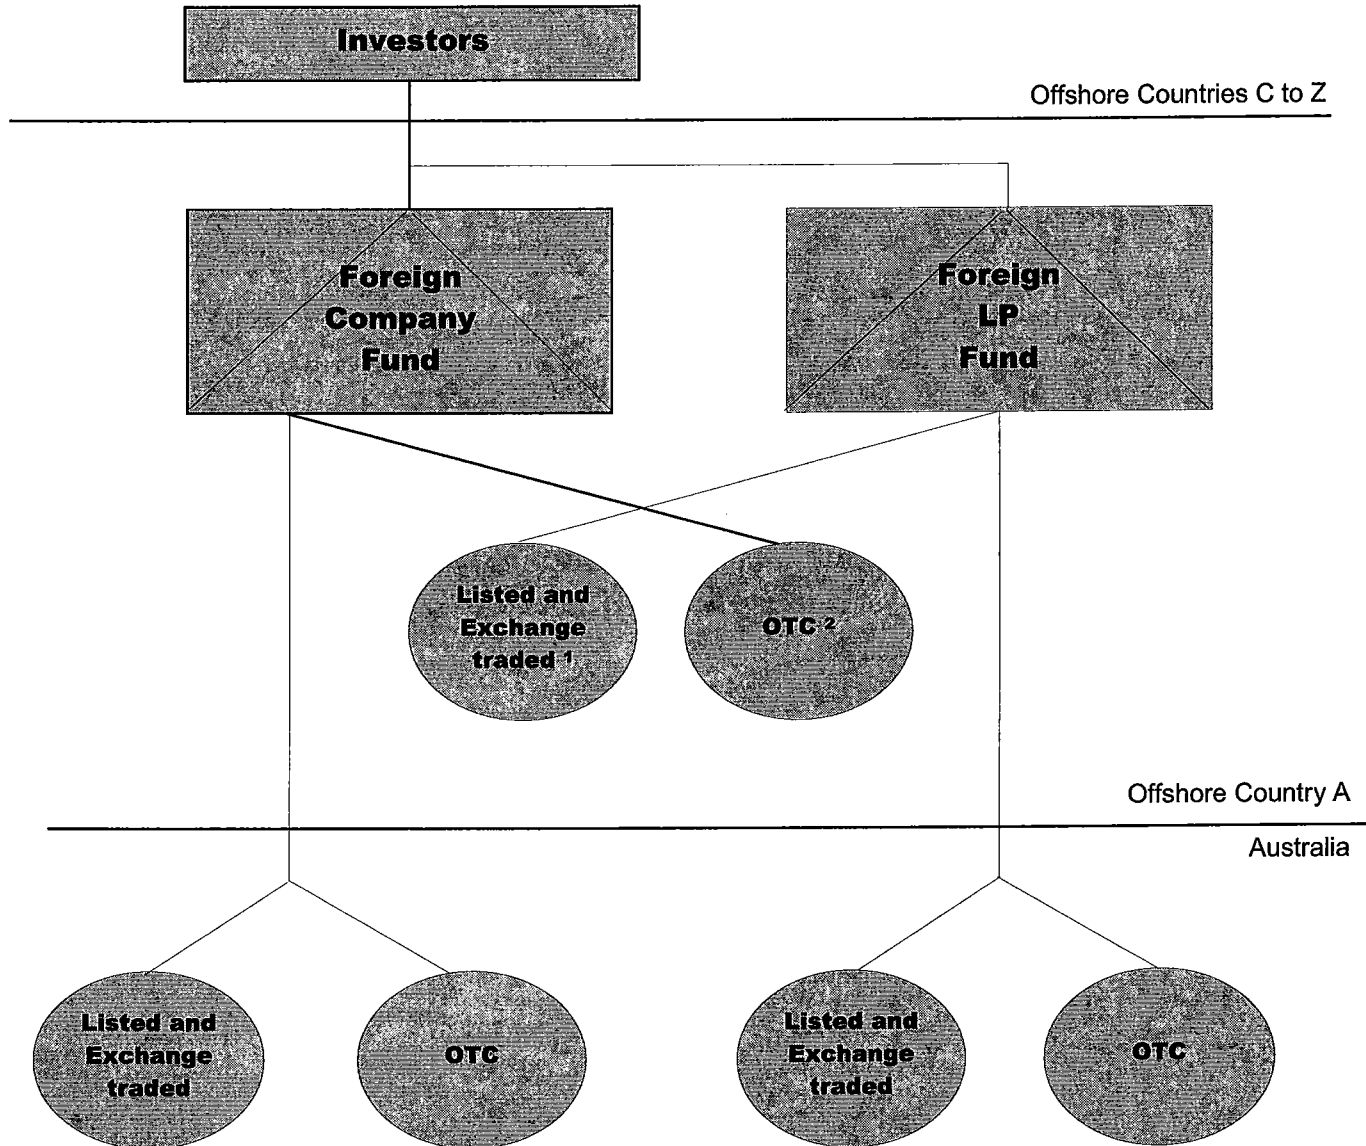 Investors
Offshore Countries C to Z
Foreign
Company
Fund
Foreign
LP
Fund
Listed and
Exchange
traded ¹
OTC ²
Offshore Country A
Australia
Listed and
Exchange
traded
OTC
Listed and
Exchange
traded
OTC